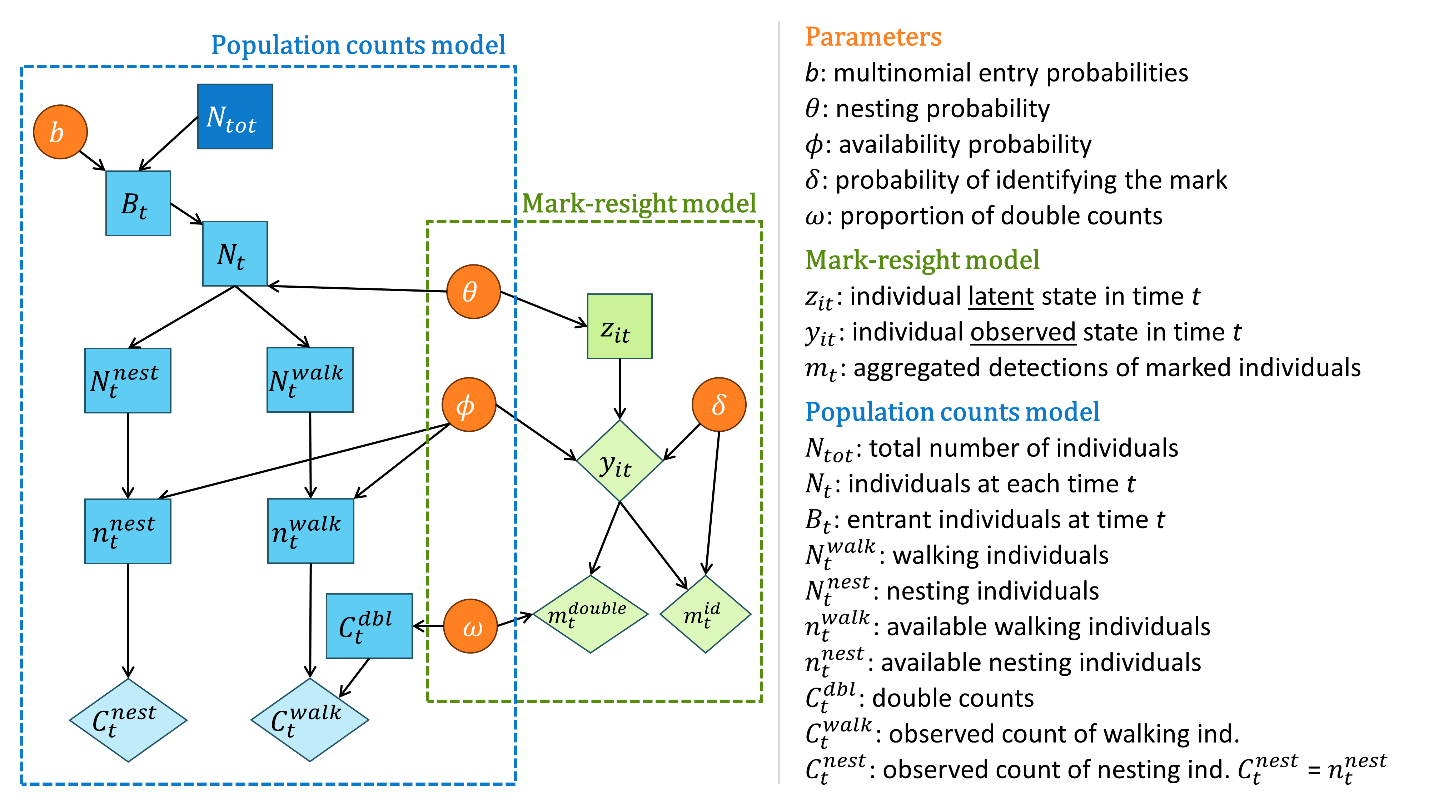 Population counts model
b
N_tot
B_t
N_t
Mark-resight model
θ
z_it
N_t^nest
N_t^walk
ϕ
δ
y_it
n_t^nest
n_t^walk
C_t^dbl
ω
m_t^double
m_t^id
C_t^nest
C_t^walk
Parameters
b: multinomial entry probabilities
θ: nesting probability
ϕ: availability probability
δ: probability of identifying the mark
ω: proportion of double counts
Mark-resight model
z_it: individual latent state in time t
y_it: individual observed state in time t
m_t: aggregated detections of marked individuals
Population counts model
N_tot: total number of individuals
N_t: individuals at each time t
B_t: entrant individuals at time t
N_t^walk: walking individuals
N_t^nest: nesting individuals
n_t^walk: available walking individuals
n_t^nest: available nesting individuals
C_t^dbl: double counts
C_t^walk: observed count of walking ind.
C_t^nest: observed count of nesting ind. C_t^nest = n_t^nest